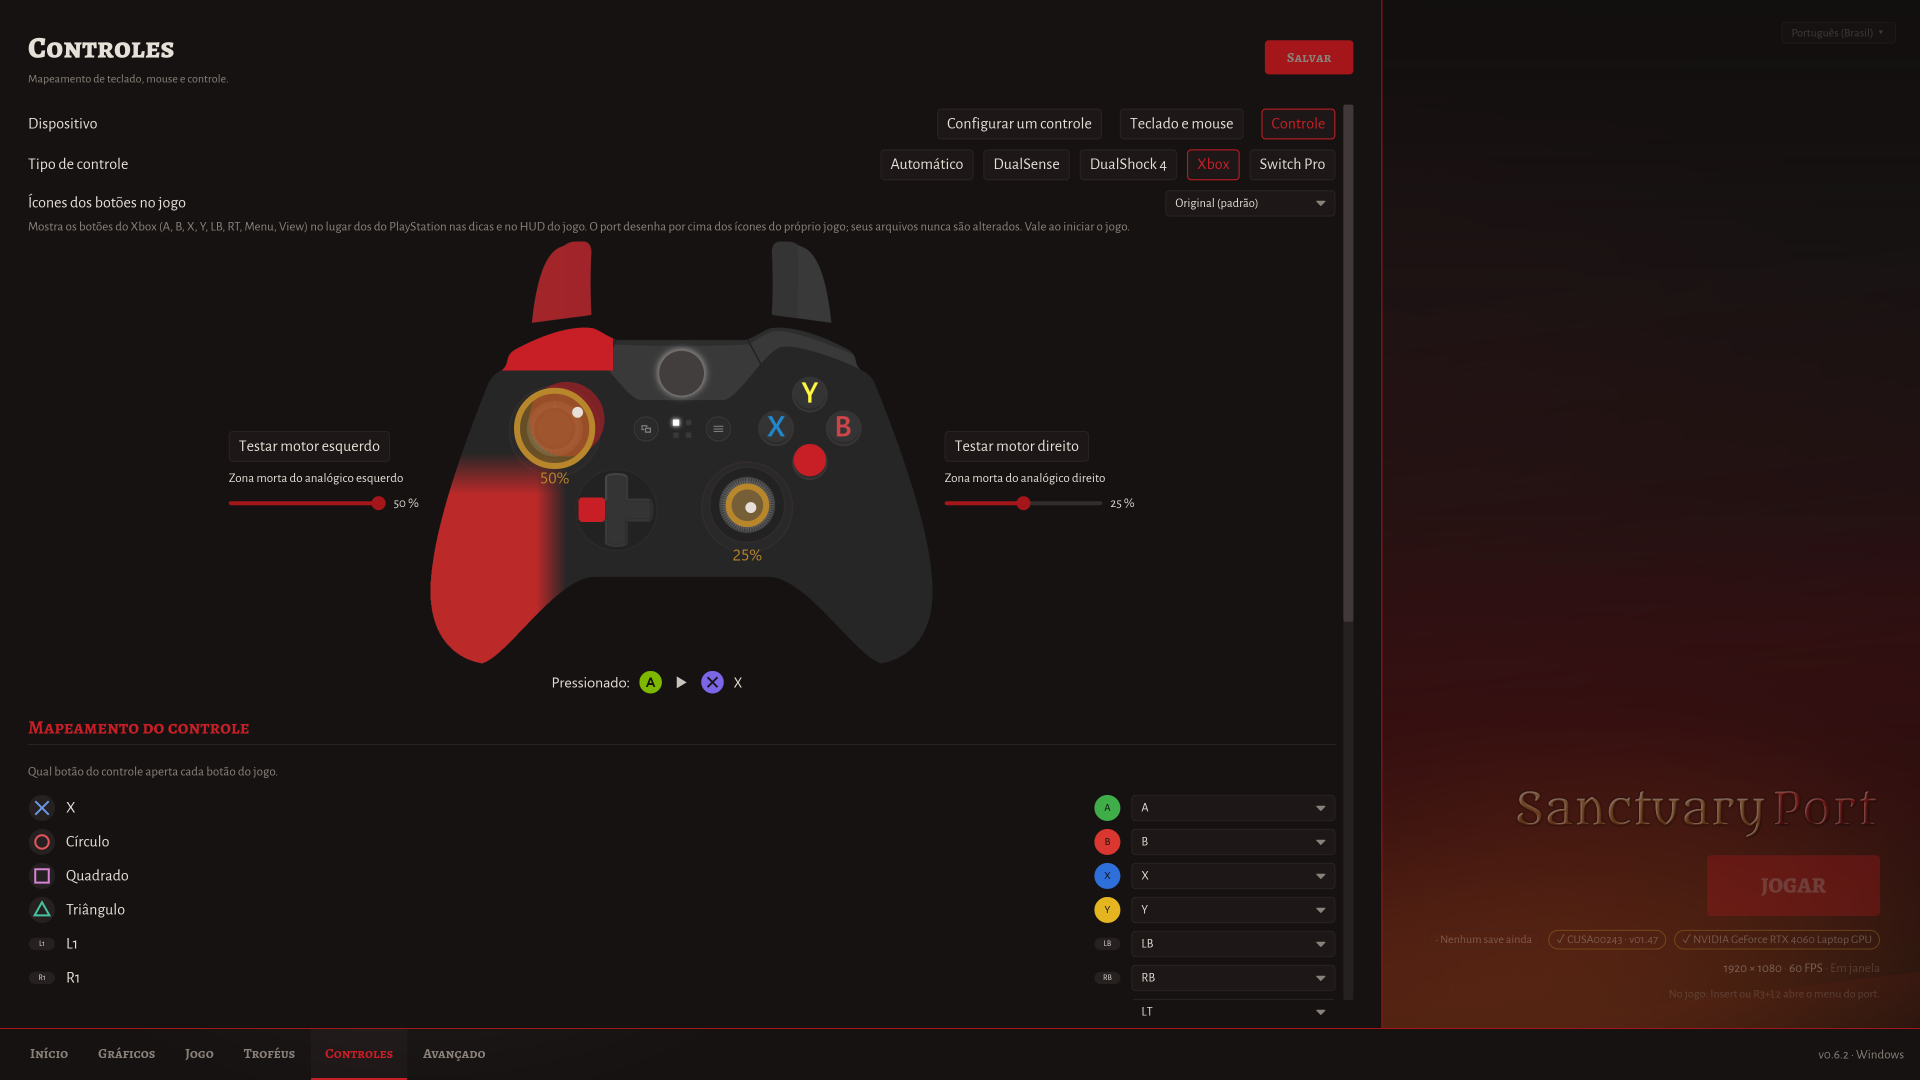 Controles
Mapeamento de teclado, mouse e controle.
Salvar
Português (Brasil)
Dispositivo
Configurar um controle
Teclado e mouse
Controle
Tipo de controle
Automático
DualSense
DualShock 4
Xbox
Switch Pro
Ícones dos botões no jogo
Original (padrão)
Mostra os botões do Xbox (A, B, X, Y, LB, RT, Menu, View) no lugar dos do PlayStation nas dicas e no HUD do jogo. O port desenha por cima dos ícones do próprio jogo; seus arquivos nunca são alterados. Vale ao iniciar o jogo.
Y
X
B
Testar motor esquerdo
Zona morta do analógico esquerdo
50 %
50%
25%
Testar motor direito
Zona morta do analógico direito
25 %
Pressionado: A X
Mapeamento do controle
Qual botão do controle aperta cada botão do jogo.
X
A A
Círculo
B B
Quadrado
X X
Triângulo
Y Y
L1 L1
LB LB
R1 R1
RB RB
LT
Sanctuary Port
JOGAR
· Nenhum save ainda
✓ CUSA00243 · v01.47
✓ NVIDIA GeForce RTX 4060 Laptop GPU
1920 × 1080 · 60 FPS · Em janela
No jogo: Insert ou R3+L2 abre o menu do port.
Início
Gráficos
Jogo
Troféus
Controles
Avançado
v0.6.2 · Windows